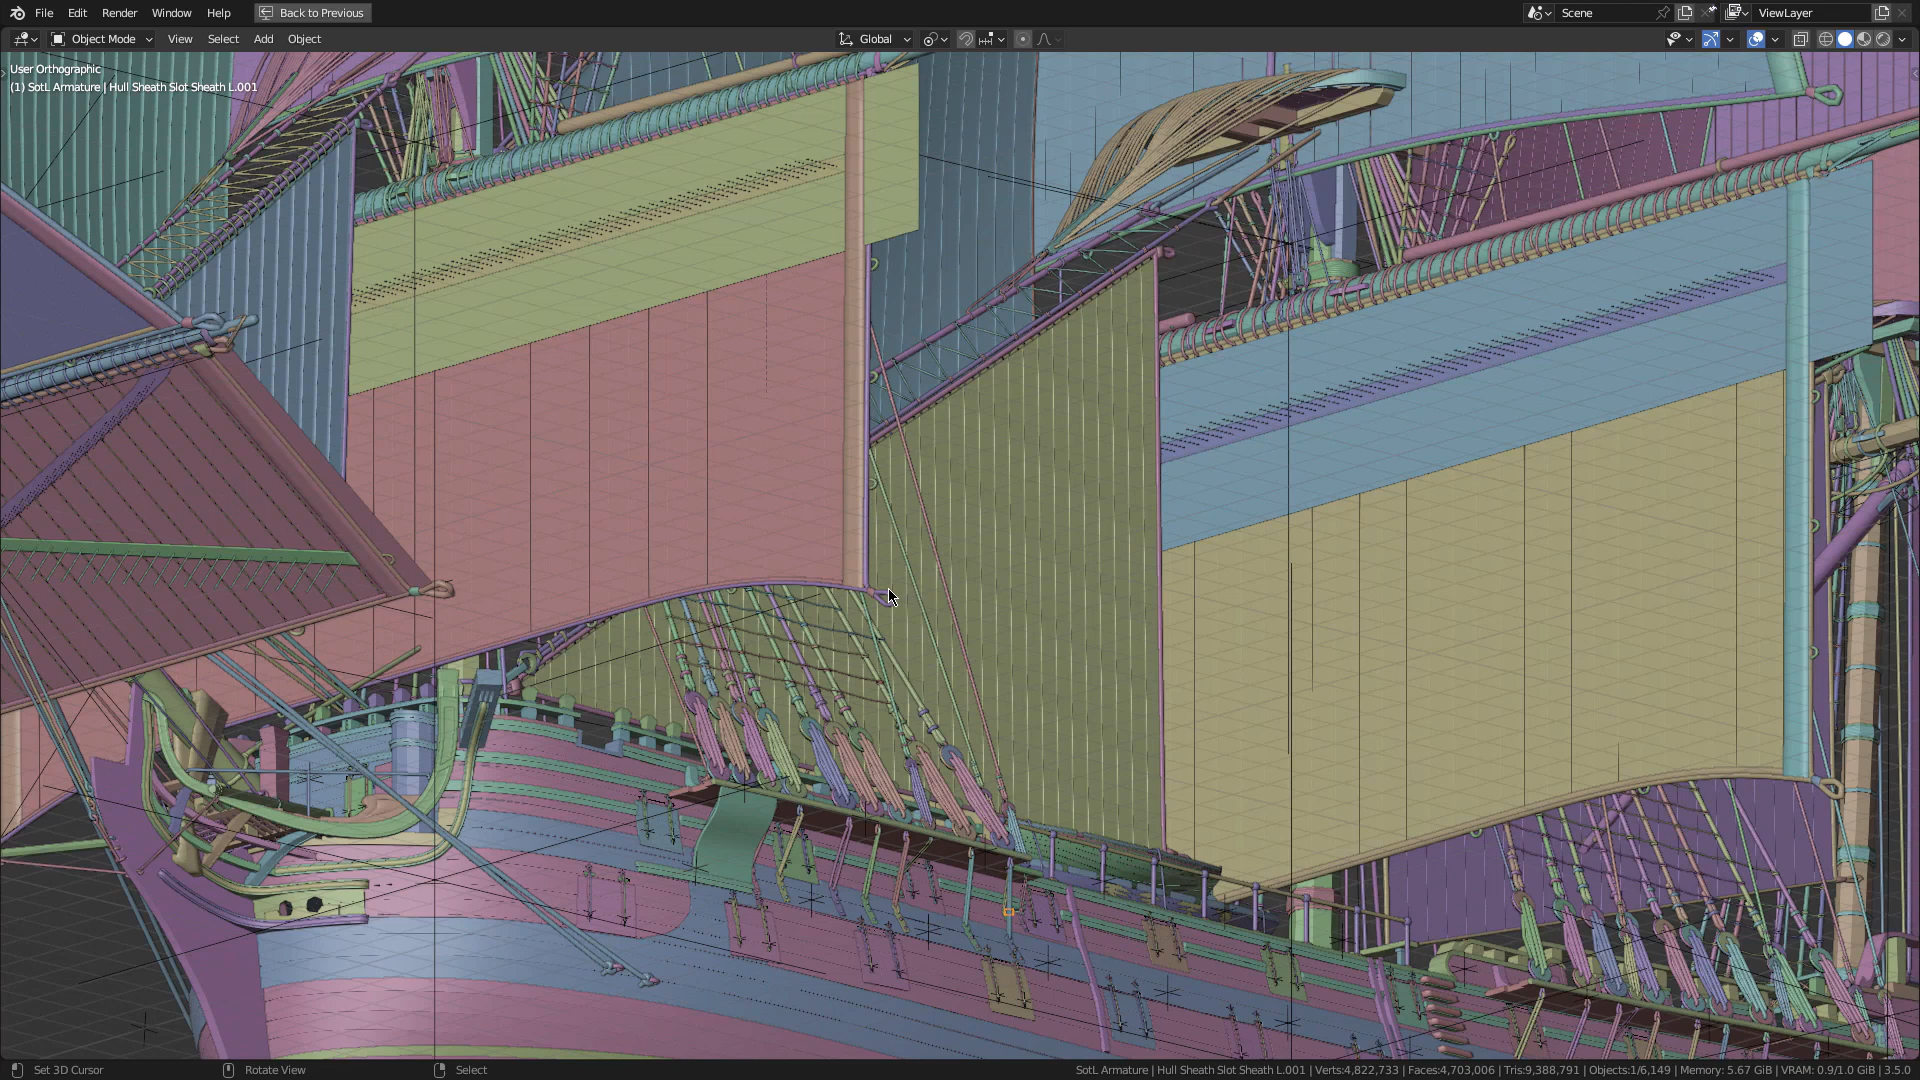 File Edit Render Window Help Back to Previous Scene ViewLayer
Object Mode View Select Add Object Global
User Orthographic
(1) SotL Armature | Hull Sheath Slot Sheath L.001
Set 3D Cursor Rotate View Select SotL Armature | Hull Sheath Slot Sheath L.001 | Verts:4,822,733 | Faces:4,703,006 | Tris:9,388,791 | Objects:1/6,149 | Memory: 5.67 GiB | VRAM: 0.9/1.0 GiB | 3.5.0